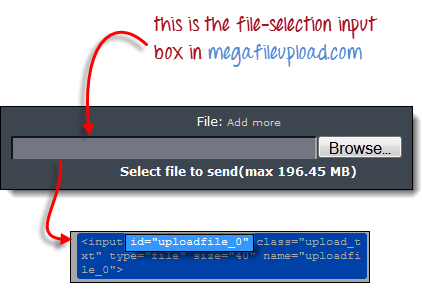 this is the file-selection input
box in megafileupload.com
File: Add more
Browse...
Select file to send(max 196.45 MB)
<input id="uploadfile_0" class="upload_t
xt" type="file" size="40" name="uploadfi
le_0">